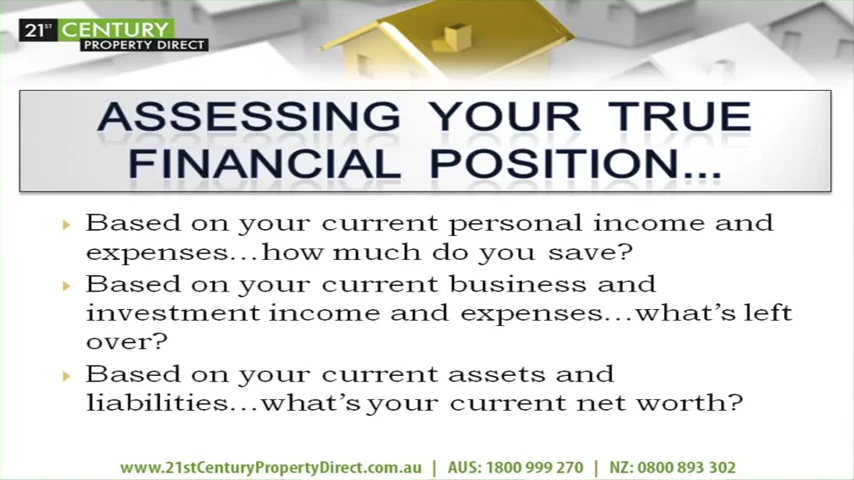 21ST CENTURY
PROPERTY DIRECT
ASSESSING YOUR TRUE
FINANCIAL POSITION...
Based on your current personal income and
expenses...how much do you save?
Based on your current business and
investment income and expenses...what's left
over?
Based on your current assets and
liabilities...what's your current net worth?
www.21stCenturyPropertyDirect.com.au | AUS: 1800 999 270 | NZ: 0800 893 302